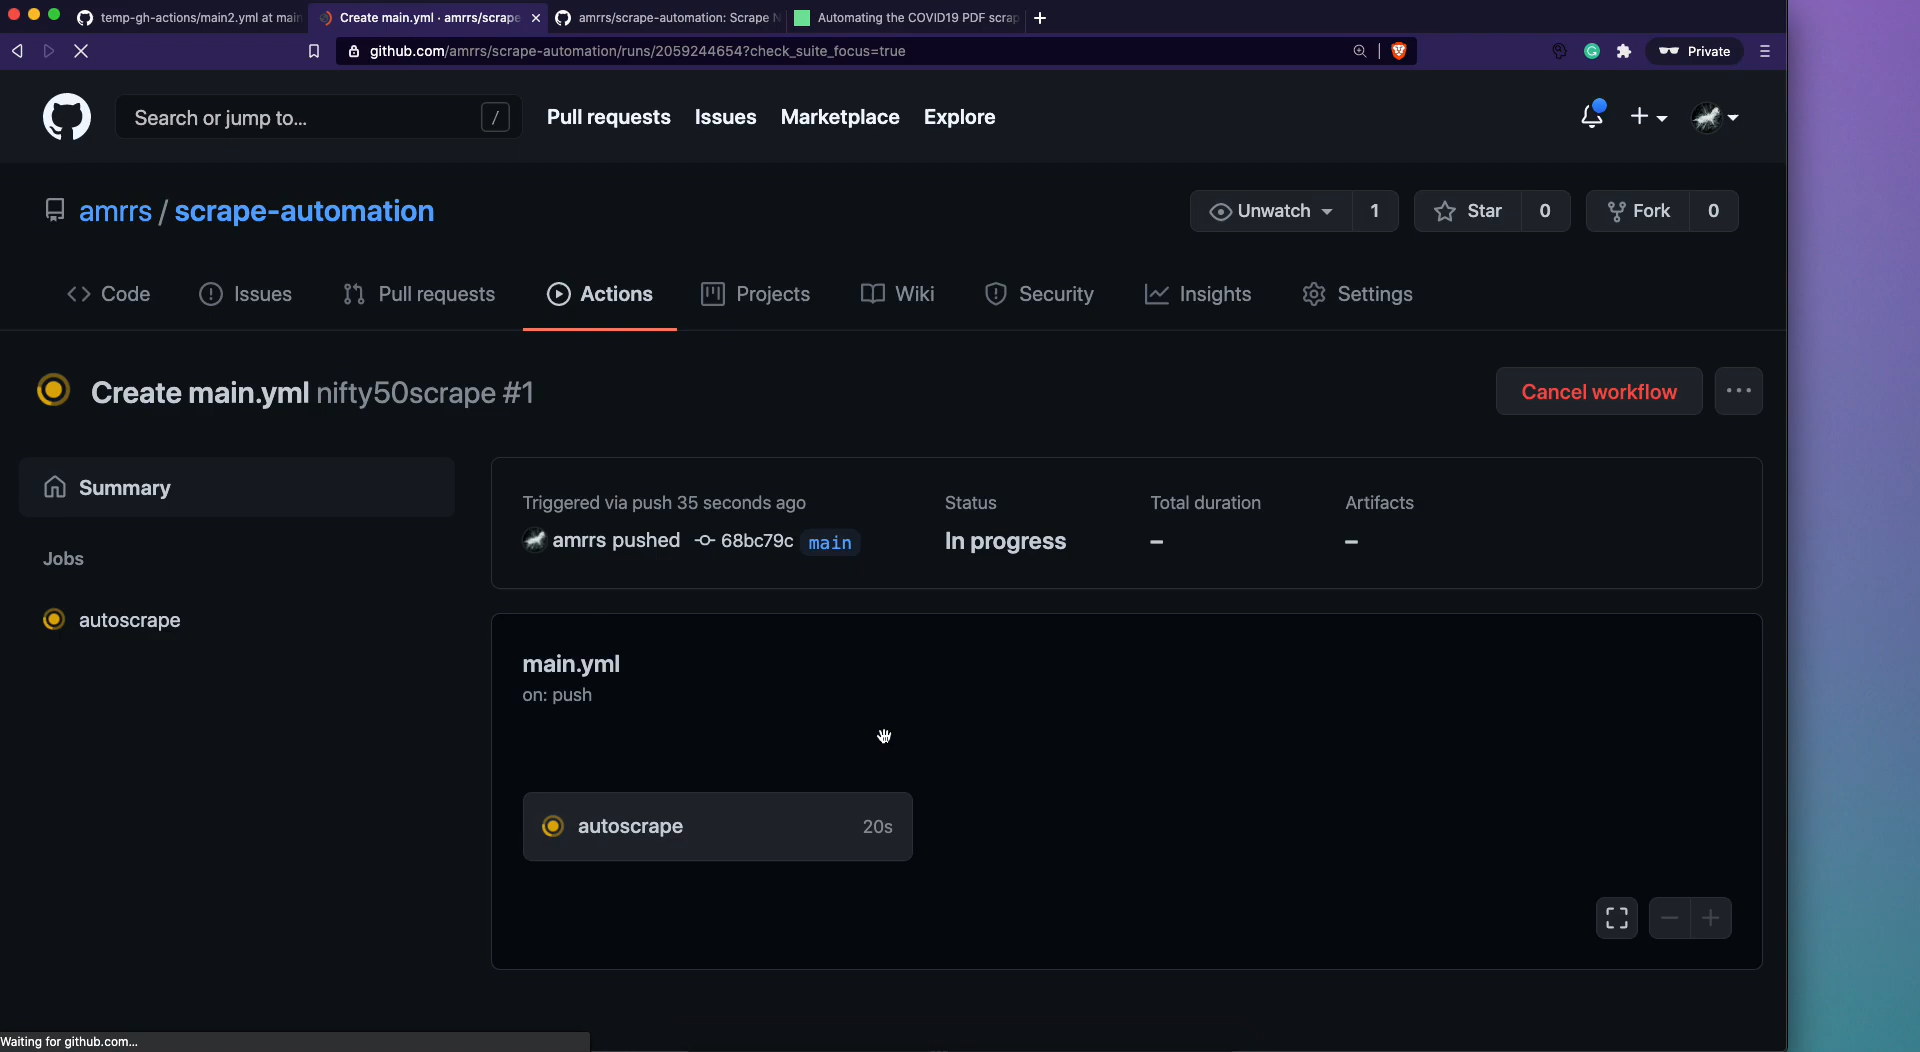 temp-gh-actions/main2.yml at main
Create main.yml · amrrs/scrape
amrrs/scrape-automation: Scrape N
Automating the COVID19 PDF scrap
github.com/amrrs/scrape-automation/runs/2059244654?check_suite_focus=true
Private
Search or jump to...
/
Pull requests
Issues
Marketplace
Explore
amrrs / scrape-automation
Unwatch 1
Star 0
Fork 0
Code
Issues
Pull requests
Actions
Projects
Wiki
Security
Insights
Settings
Create main.yml nifty50scrape #1
Cancel workflow
Summary
Jobs
autoscrape
Triggered via push 35 seconds ago
Status
Total duration
Artifacts
amrrs pushed 68bc79c main
In progress
–
–
main.yml
on: push
autoscrape 20s
Waiting for github.com...